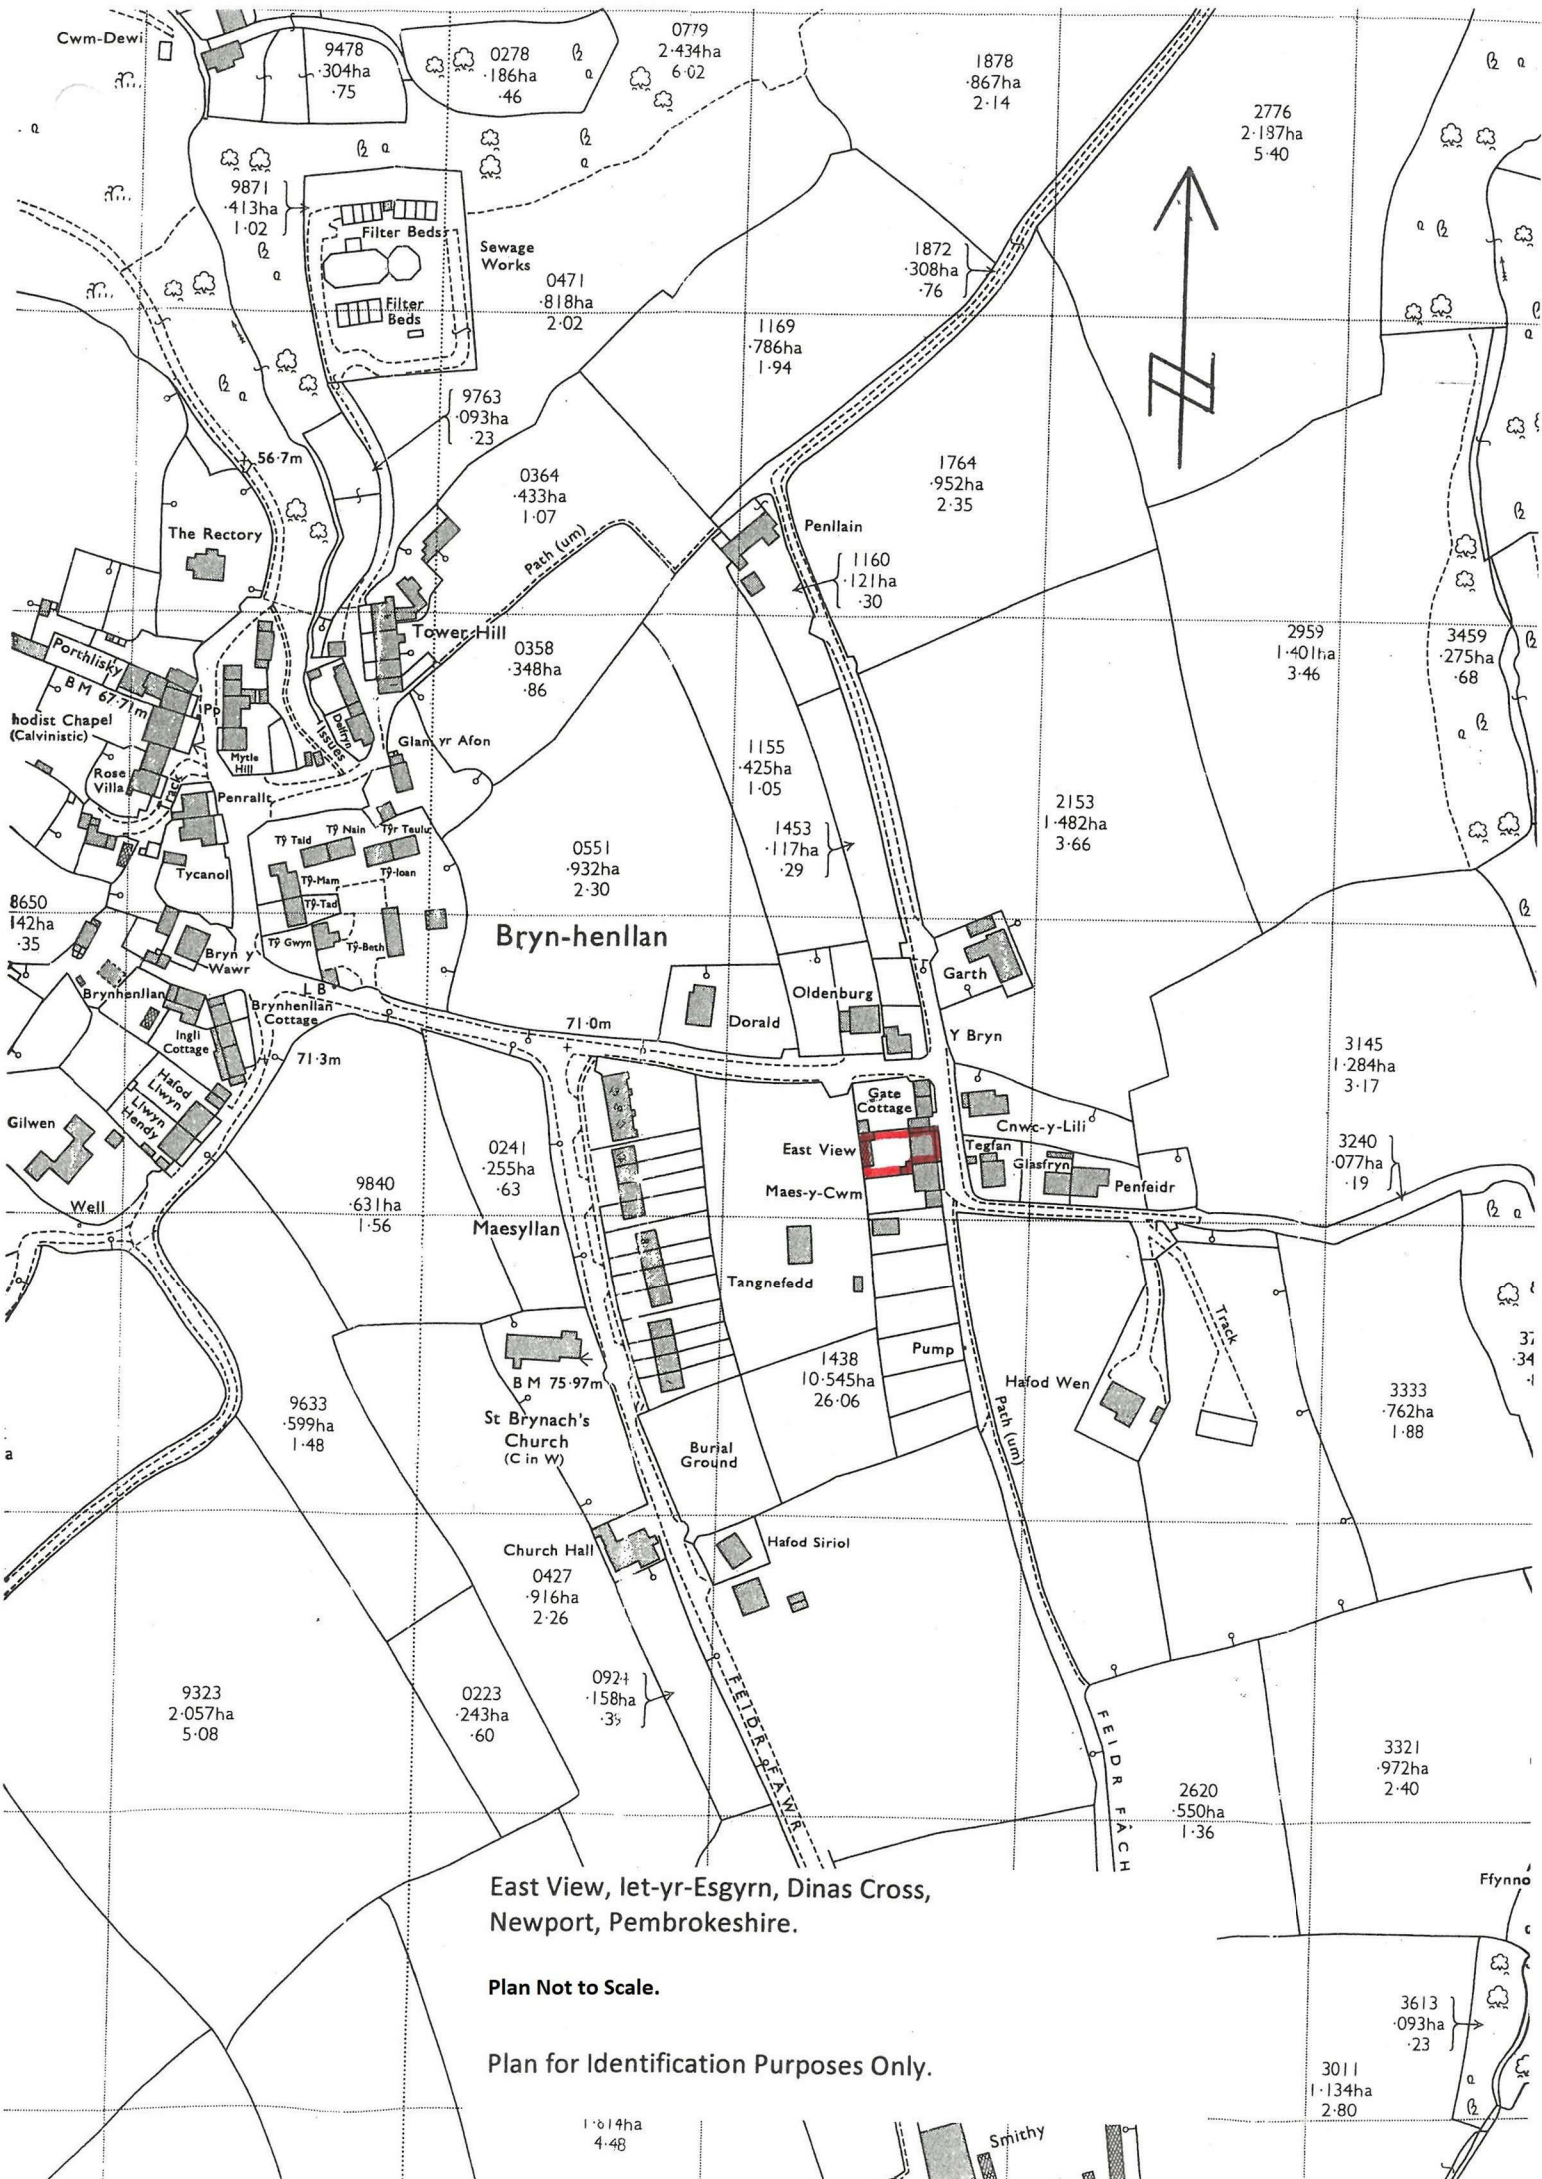 Cwm-Dewi
9478
·304ha
·75
0278
·186ha
·46
0779
2·434ha
6·02
1878
·867ha
2·14
2776
2·187ha
5·40
9871
·413ha
1·02
Filter Beds
Sewage
Works
Filter
Beds
0471
·818ha
2·02
1872
·308ha
·76
1169
·786ha
1·94
9763
·093ha
·23
56·7m
0364
·433ha
1·07
1764
·952ha
2·35
The Rectory
Path (um)
Penllain
1160
·121ha
·30
Tower Hill
0358
·348ha
·86
2959
1·401ha
3·46
3459
·275ha
·68
Porthlisky
B M 67·71m
hodist Chapel
(Calvinistic)
Pp
Mytle
Hill
Issues
Delfryn
Glan yr Afon
Rose
Villa
Track
Penrallt
1155
·425ha
1·05
2153
1·482ha
3·66
1453
·117ha
·29
Tŷ Taid
Tŷ Nain
Tŷr Teulu
Tŷ-Mam
Tŷ-Ioan
Tŷ-Tad
Tycanol
0551
·932ha
2·30
8650
142ha
·35
Tŷ Gwyn
Tŷ-Beth
Bryn-henllan
Bryn y
Wawr
Garth
Brynhenllan
L B
Brynhenllan
Cottage
Oldenburg
Dorald
71·0m
Y Bryn
Ingli
Cottage
71·3m
3145
1·284ha
3·17
Hafod
Llwyn
Llwyn
Hendy
Gilwen
Gate
Cottage
Cnwc-y-Lili
0241
·255ha
·63
East View
Tegfan
Glasfryn
Penfeidr
3240
·077ha
·19
9840
·631ha
1·56
Maes-y-Cwm
Well
Maesyllan
Tangnefedd
Track
Pump
1438
10·545ha
26·06
B M 75·97m
Hafod Wen
9633
·599ha
1·48
St Brynach's
Church
(C in W)
Burial
Ground
Path (um)
3333
·762ha
1·88
37
·34
a
Church Hall
Hafod Siriol
0427
·916ha
2·26
0924
·158ha
9323
2·057ha
5·08
0223
·243ha
·60
FEIDR FAWR
FEIDR FÂCH
3321
·972ha
2·40
2620
·550ha
1·36
East View, let-yr-Esgyrn, Dinas Cross,
Newport, Pembrokeshire.
Ffynno
Plan Not to Scale.
3613
·093ha
·23
Plan for Identification Purposes Only.
3011
1·134ha
2·80
1·614ha
4·48
Smithy
N